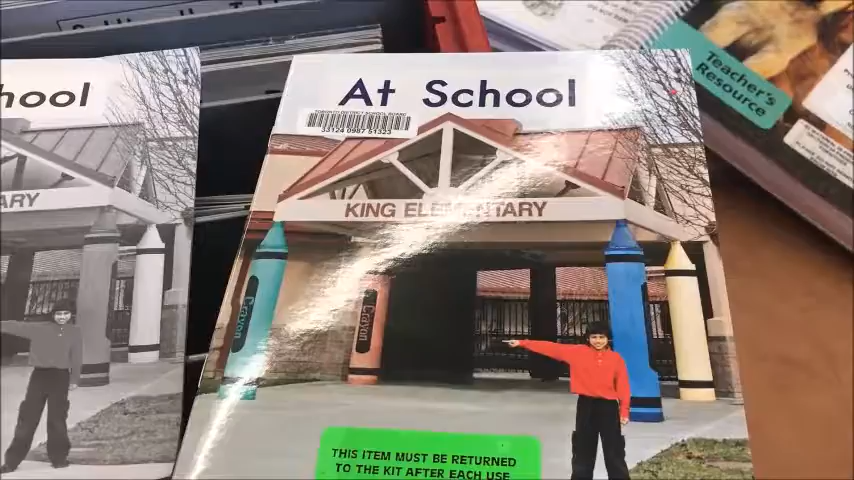 hool
ARY
At School
33124 0987 51323
KING ELEMENTARY
Crayon
Crayon
THIS ITEM MUST BE RETURNED
TO THE KIT AFTER EACH USE
Teacher's
Resource